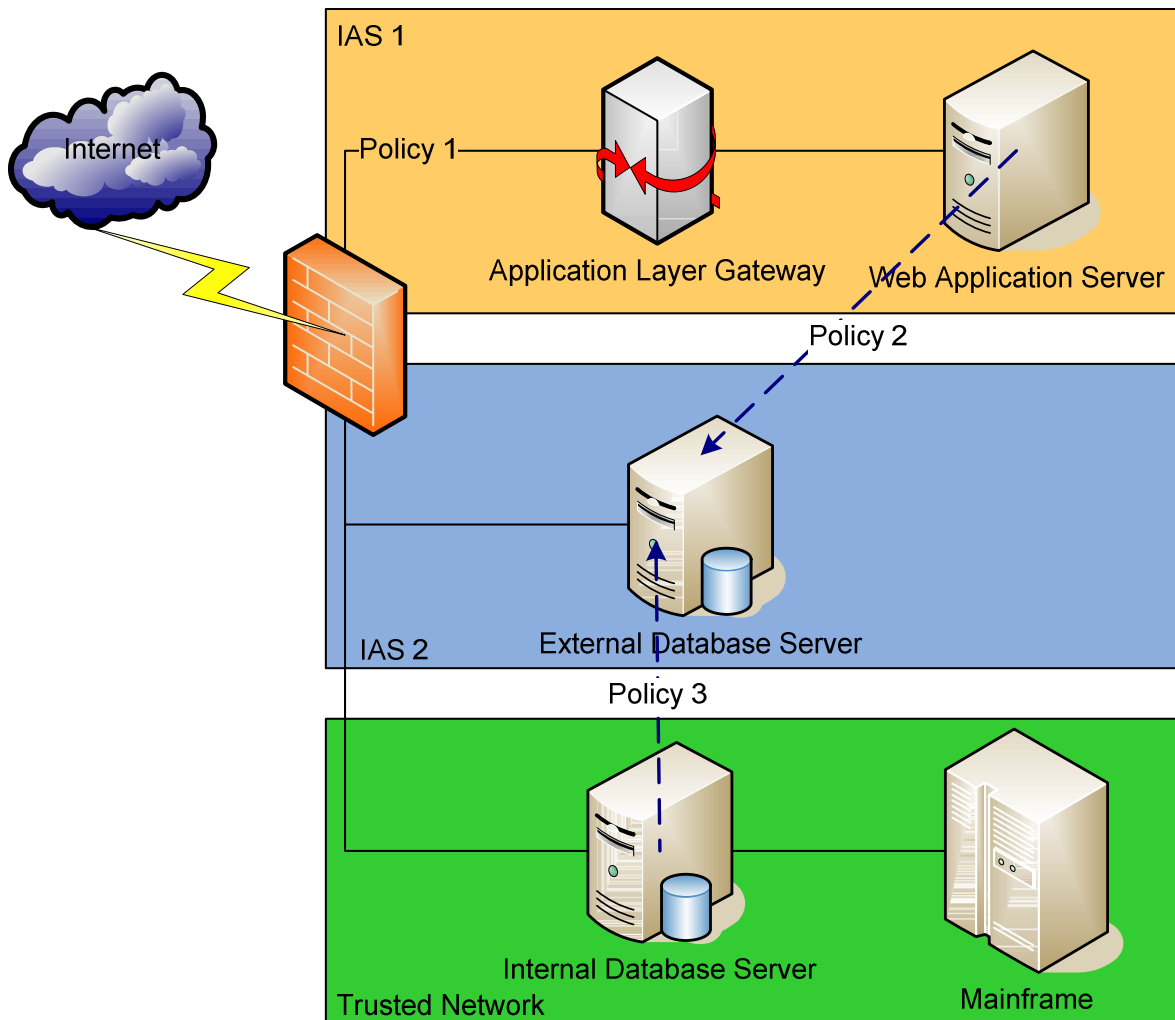 IAS 1
Internet
Policy 1
Application Layer Gateway
Web Application Server
Policy 2
External Database Server
IAS 2
Policy 3
Internal Database Server
Mainframe
Trusted Network